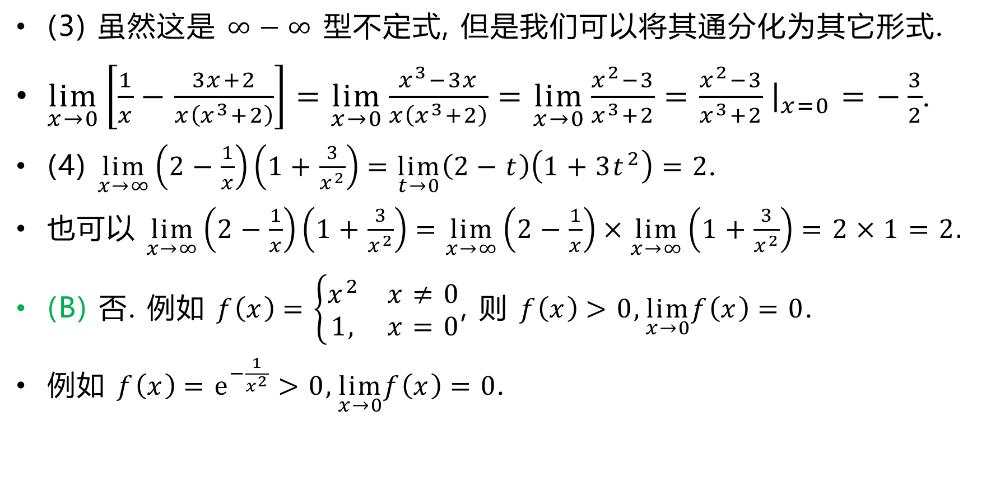 • (3) 虽然这是 ∞ − ∞ 型不定式, 但是我们可以将其通分化为其它形式.
• $\lim_{x\to 0}\left[\frac{1}{x}-\frac{3x+2}{x(x^3+2)}\right]=\lim_{x\to 0}\frac{x^3-3x}{x(x^3+2)}=\lim_{x\to 0}\frac{x^2-3}{x^3+2}=\frac{x^2-3}{x^3+2}|_{x=0}=-\frac{3}{2}.$
• (4) $\lim_{x\to\infty}\left(2-\frac{1}{x}\right)\left(1+\frac{3}{x^2}\right)=\lim_{t\to 0}(2-t)(1+3t^2)=2.$
• 也可以 $\lim_{x\to\infty}\left(2-\frac{1}{x}\right)\left(1+\frac{3}{x^2}\right)=\lim_{x\to\infty}\left(2-\frac{1}{x}\right)\times\lim_{x\to\infty}\left(1+\frac{3}{x^2}\right)=2\times 1=2.$
• (B) 否. 例如 $f(x)=\begin{cases}x^2 & x\neq 0\\ 1, & x=0\end{cases}$, 则 $f(x)>0,\lim_{x\to 0}f(x)=0.$
• 例如 $f(x)=\mathrm{e}^{-\frac{1}{x^2}}>0,\lim_{x\to 0}f(x)=0.$